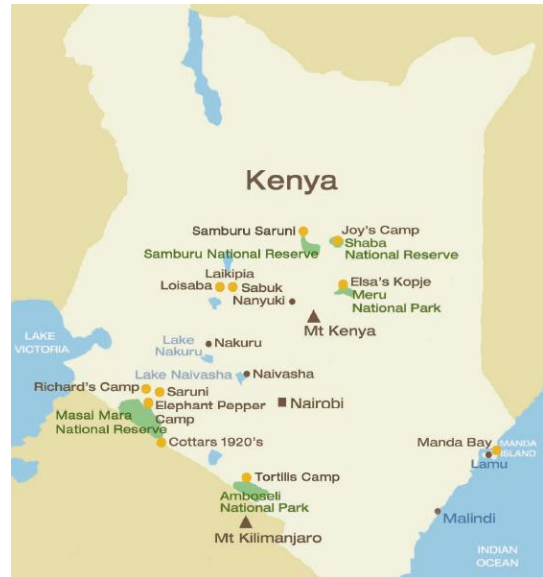 Kenya
Samburu Saruni
Joy's Camp
Shaba
National Reserve
Samburu National Reserve
Laikipia
Loisaba
Sabuk
Elsa's Kopje
Nanyuki
Meru
National Park
Mt Kenya
LAKE
VICTORIA
Lake
Nakuru
Nakuru
Lake Naivasha
Naivasha
Richard's Camp
Saruni
Elephant Pepper
Camp
Nairobi
Masai Mara
National Reserve
Cottars 1920's
Manda Bay
MANDA
ISLAND
Lamu
Tortilis Camp
Amboseli
National Park
Malindi
Mt Kilimanjaro
INDIAN
OCEAN